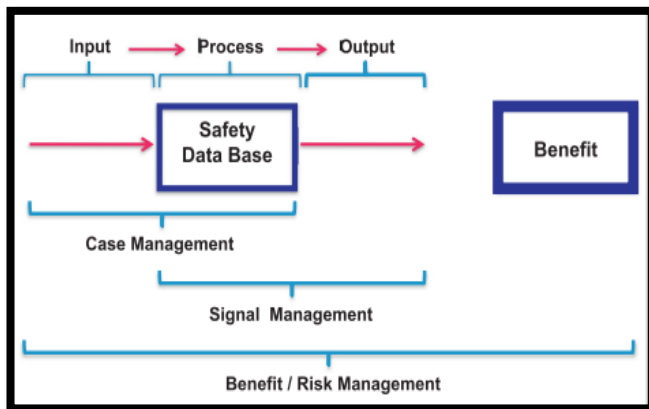 Input Process Output
Safety
Data Base
Benefit
Case Management
Signal Management
Benefit / Risk Management